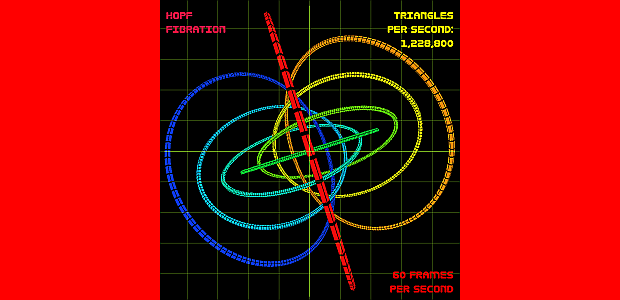 HOPF
FIBRATION
TRIANGLES
PER SECOND:
1,228,800
60 FRAMES
PER SECOND